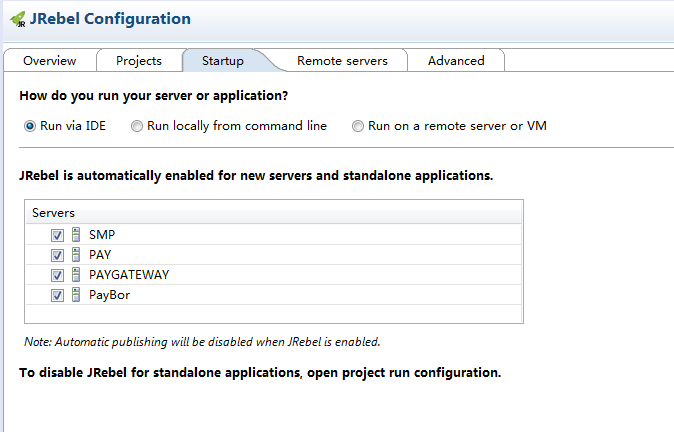 JRebel Configuration
Overview Projects Startup Remote servers Advanced
How do you run your server or application?
Run via IDE Run locally from command line Run on a remote server or VM
JRebel is automatically enabled for new servers and standalone applications.
Servers
SMP
PAY
PAYGATEWAY
PayBor
Note: Automatic publishing will be disabled when JRebel is enabled.
To disable JRebel for standalone applications, open project run configuration.